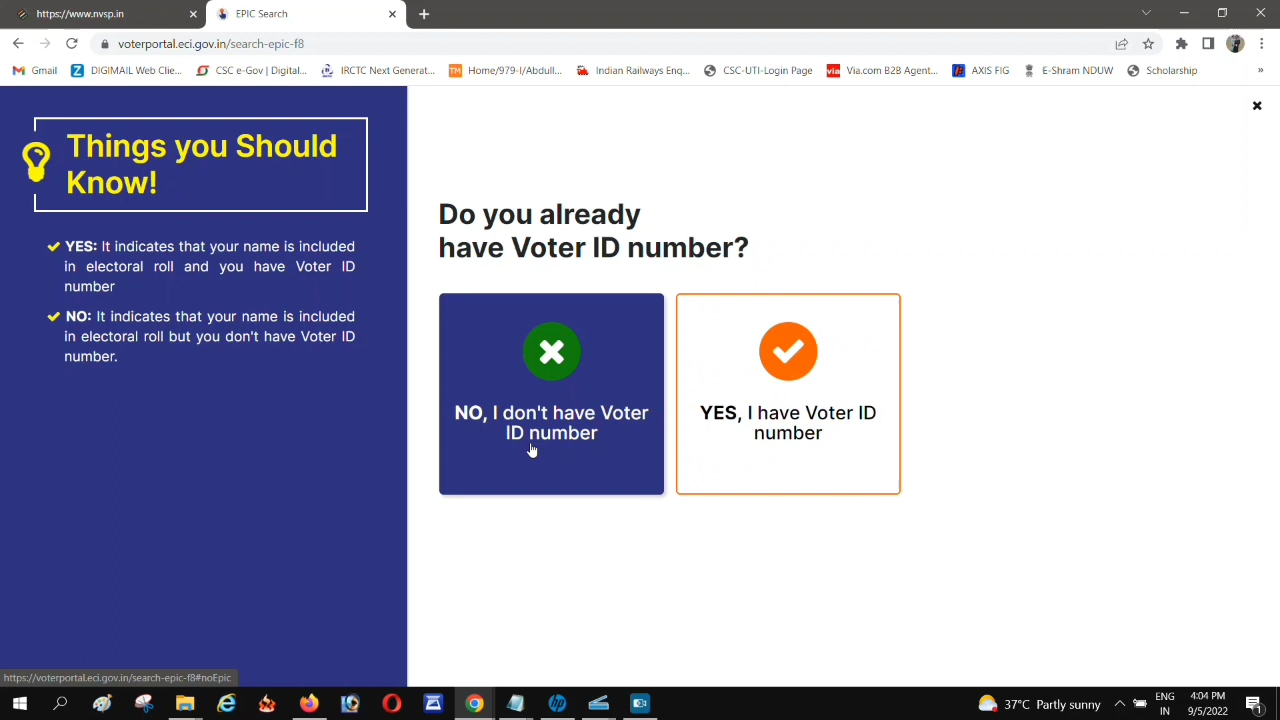 https://www.nvsp.in
EPIC Search
voterportal.eci.gov.in/search-epic-f8
Gmail
DIGIMAIL Web Clie...
CSC e-Gov | Digital...
IRCTC Next Generat...
TM Home/979-I/Abdull...
Indian Railways Enq...
CSC-UTI-Login Page
via Via.com B2B Agent...
AXIS FIG
E-Shram NDUW
Scholarship
»
Things you Should
Know!
YES: It indicates that your name is included
in electoral roll and you have Voter ID
number
NO: It indicates that your name is included
in electoral roll but you don't have Voter ID
number.
Do you already
have Voter ID number?
NO, I don't have Voter
ID number
YES, I have Voter ID
number
https://voterportal.eci.gov.in/search-epic-f8#noEpic
37°C Partly sunny
ENG
IN
4:04 PM
9/5/2022
1